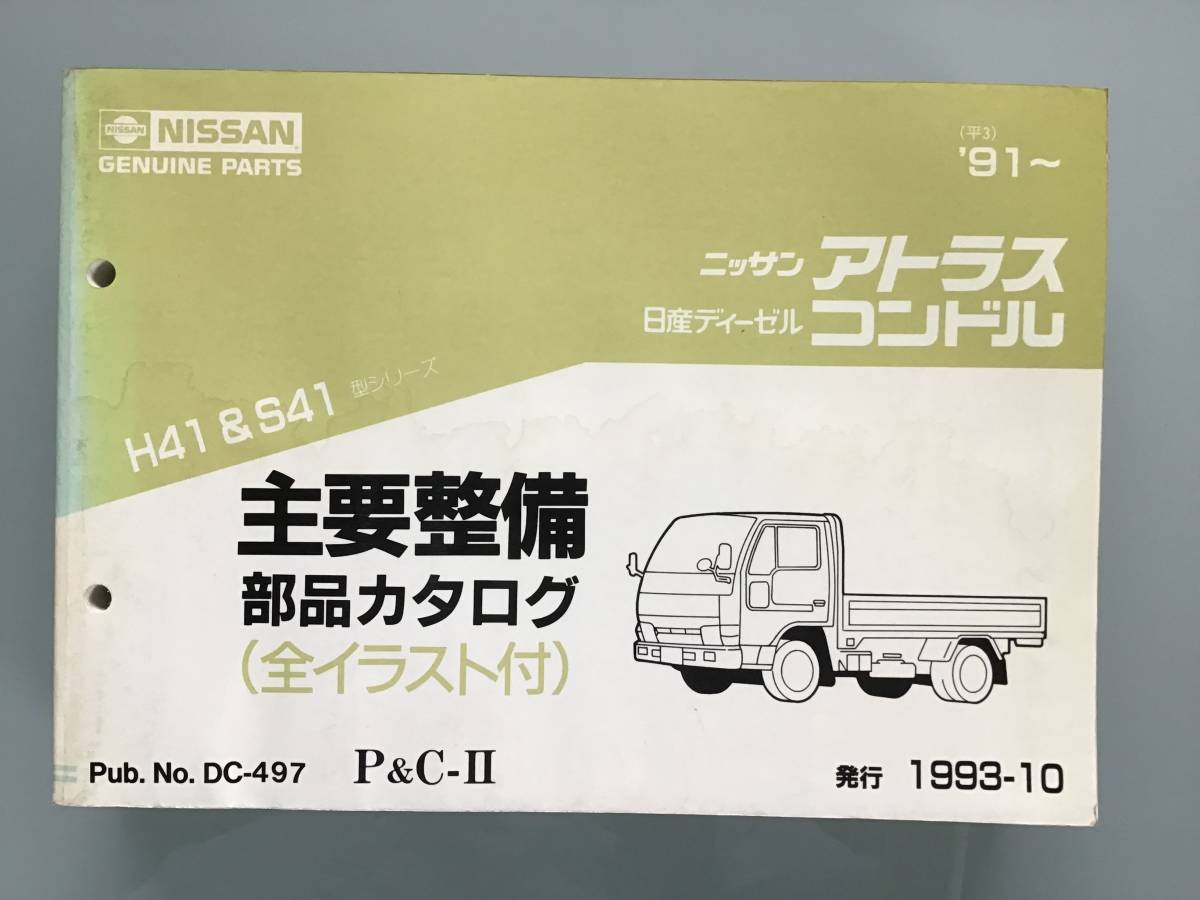 NISSAN NISSAN
GENUINE PARTS
(平3)
'91～
ニッサン アトラス
日産ディーゼル コンドル
H41&S41 型シリーズ
主要整備
部品カタログ
(全イラスト付)
Pub. No. DC-497 P&C-II
発行 1993-10